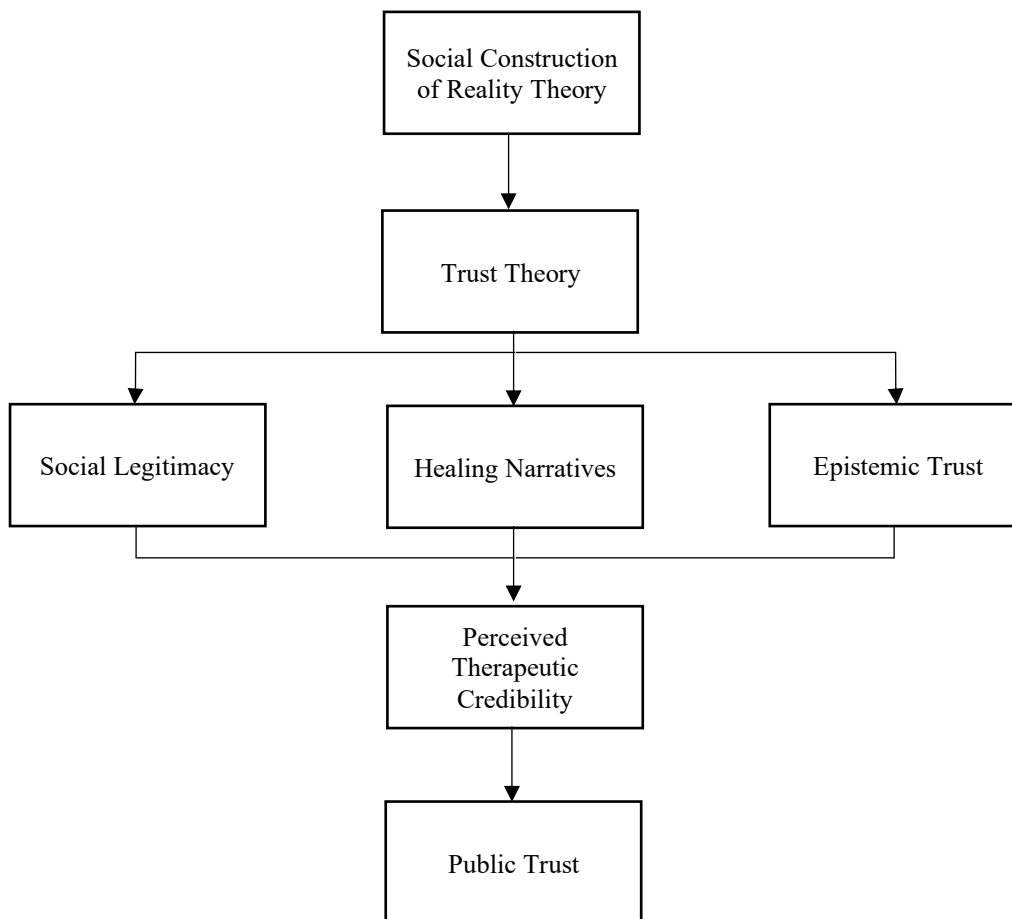 Social Construction
of Reality Theory
Trust Theory
Social Legitimacy
Healing Narratives
Epistemic Trust
Perceived
Therapeutic
Credibility
Public Trust